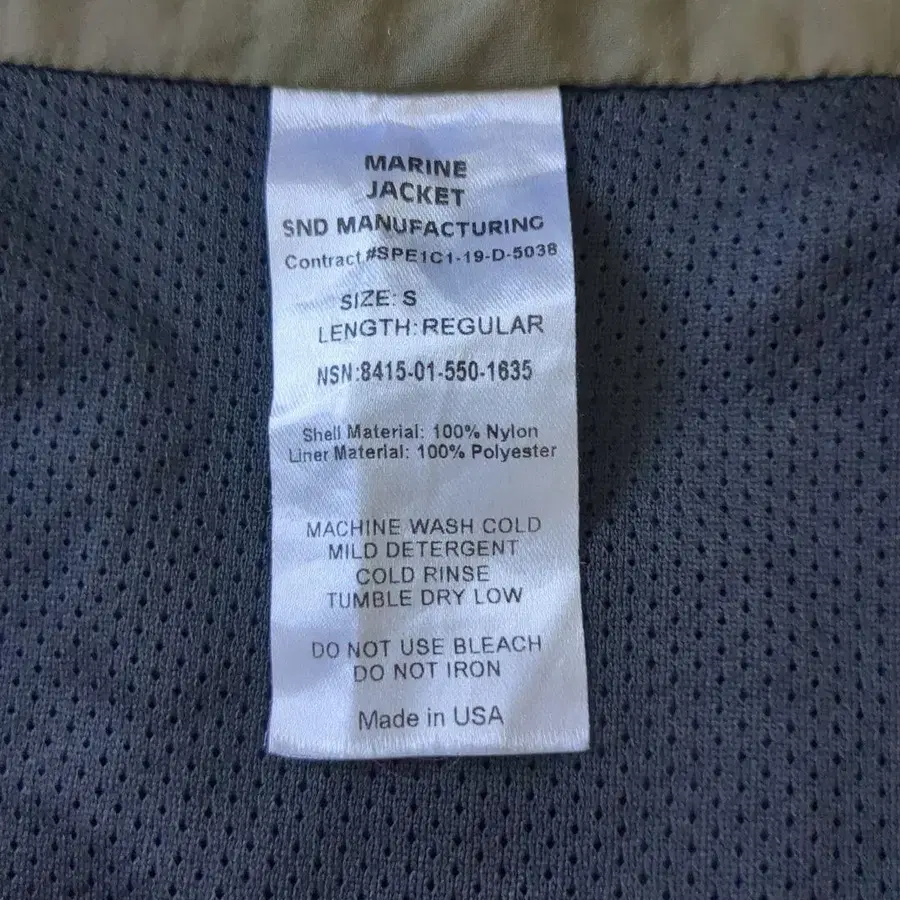 MARINE
JACKET
SND MANUFACTURING
Contract #SPE1C1-19-D-5038
SIZE: S
LENGTH: REGULAR
NSN:8415-01-550-1635
Shell Material: 100% Nylon
Liner Material: 100% Polyester
MACHINE WASH COLD
MILD DETERGENT
COLD RINSE
TUMBLE DRY LOW
DO NOT USE BLEACH
DO NOT IRON
Made in USA